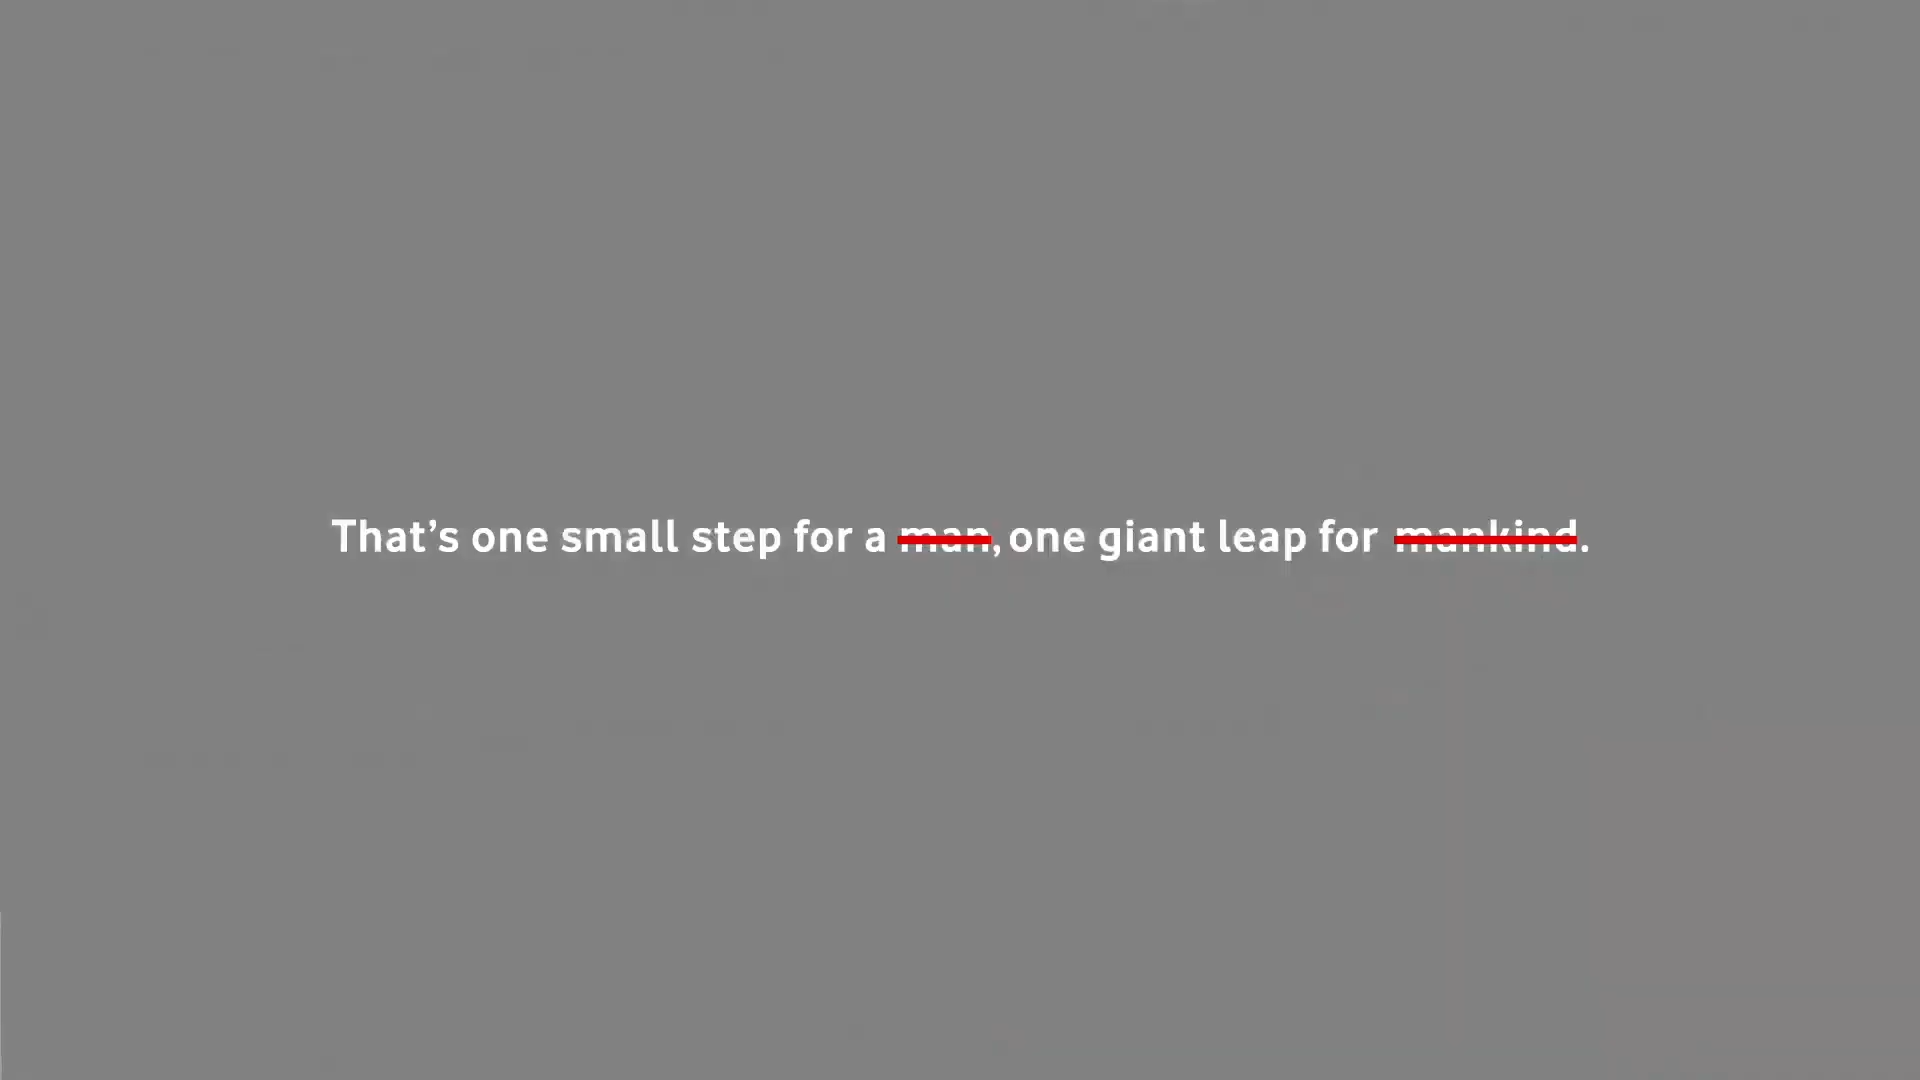 That’s one small step for a man, one giant leap for mankind.